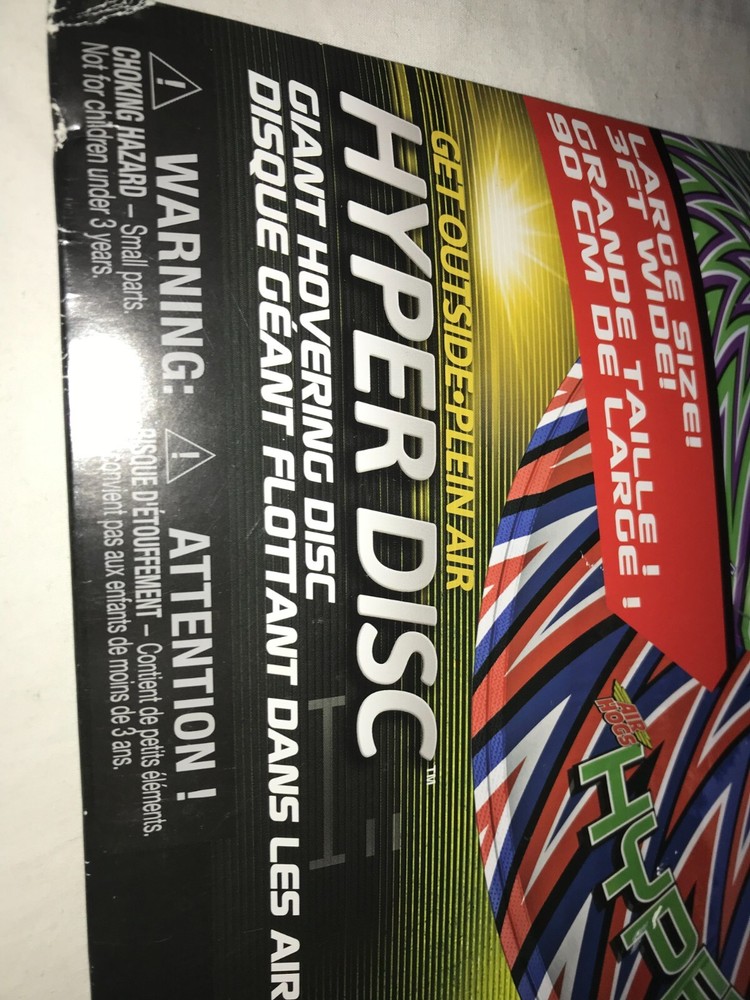 LARGE SIZE!
3FT WIDE!
GRANDE TAILLE !
90 CM DE LARGE !
AIR
HOGS
HYPE
GET OUTSIDE•PLEIN AIR
HYPER DISC™
GIANT HOVERING DISC
DISQUE GÉANT FLOTTANT DANS LES AIR
WARNING:
CHOKING HAZARD – Small parts
Not for children under 3 years.
ATTENTION !
RISQUE D'ÉTOUFFEMENT – Contient de petits éléments.
convient pas aux enfants de moins de 3 ans.